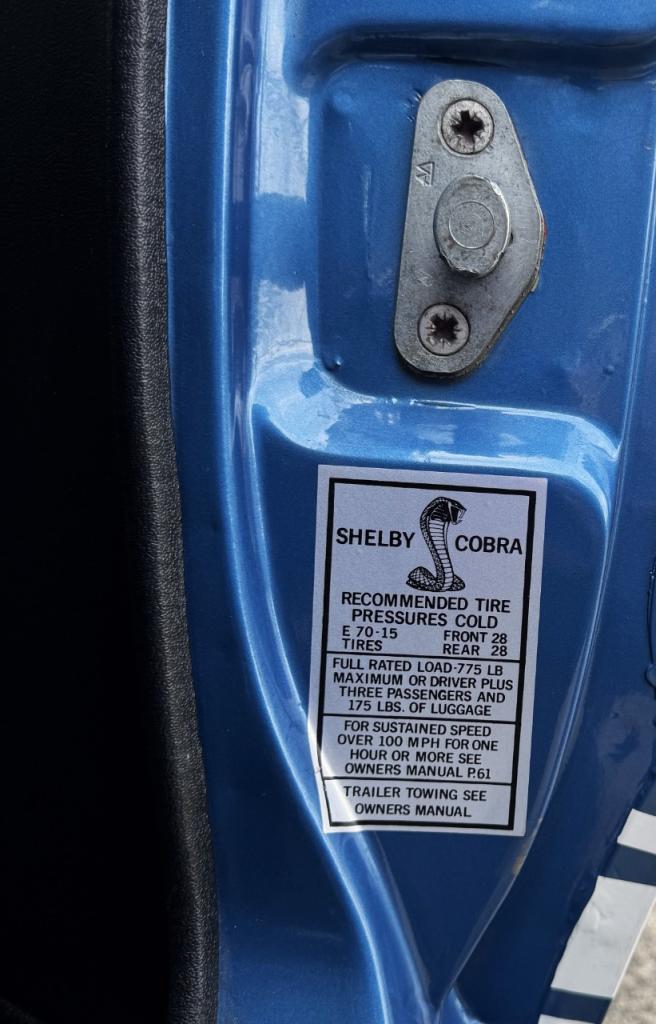 SHELBY COBRA
RECOMMENDED TIRE
PRESSURES COLD
E 70-15 FRONT 28
TIRES REAR 28
FULL RATED LOAD-775 LB
MAXIMUM OR DRIVER PLUS
THREE PASSENGERS AND
175 LBS. OF LUGGAGE
FOR SUSTAINED SPEED
OVER 100 MPH FOR ONE
HOUR OR MORE SEE
OWNERS MANUAL P.61
TRAILER TOWING SEE
OWNERS MANUAL